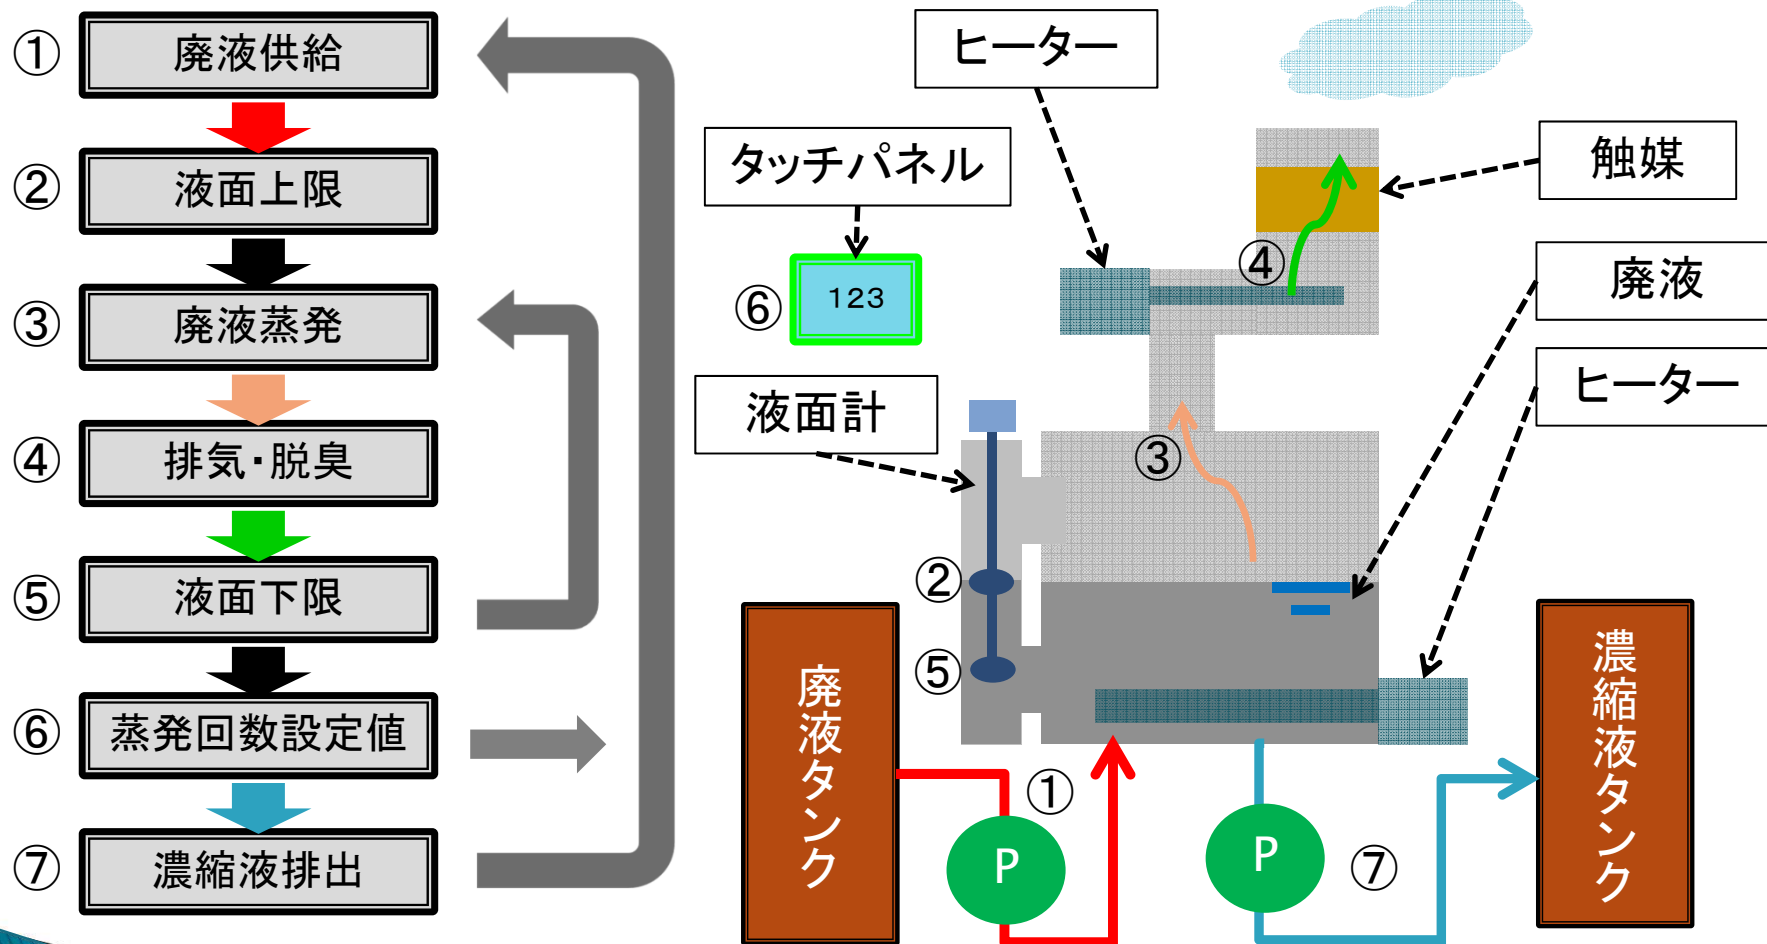 ① 廃液供給
② 液面上限
③ 廃液蒸発
④ 排気・脱臭
⑤ 液面下限
⑥ 蒸発回数設定値
⑦ 濃縮液排出
ヒーター
タッチパネル
触媒
④
廃液
⑥ 123
ヒーター
液面計
③
②
⑤
廃液タンク
濃縮液タンク
①
P
P
⑦